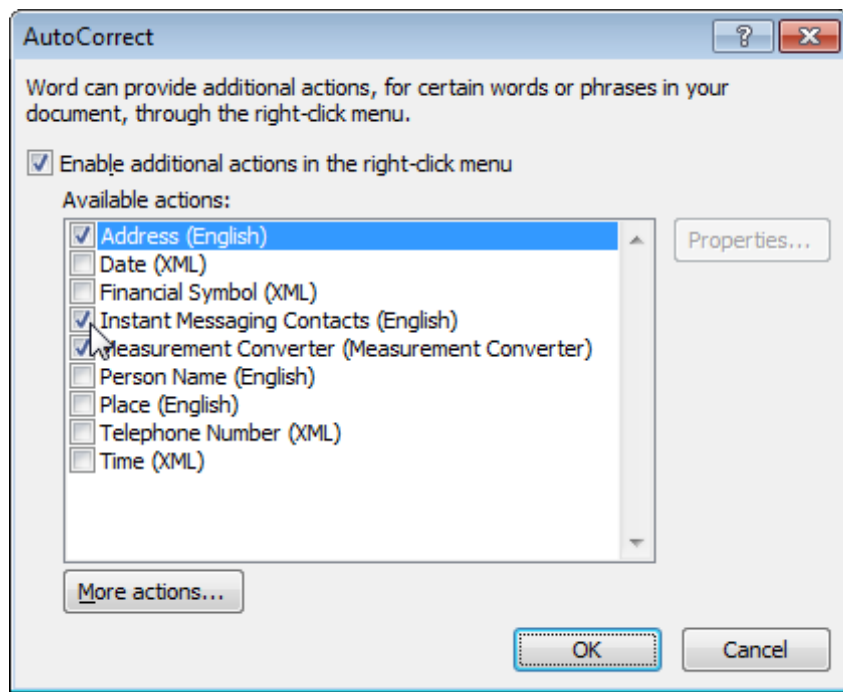 AutoCorrect
Word can provide additional actions, for certain words or phrases in your
document, through the right-click menu.
Enable additional actions in the right-click menu
Available actions:
Address (English)
Properties...
Date (XML)
Financial Symbol (XML)
Instant Messaging Contacts (English)
Measurement Converter (Measurement Converter)
Person Name (English)
Place (English)
Telephone Number (XML)
Time (XML)
More actions...
OK
Cancel